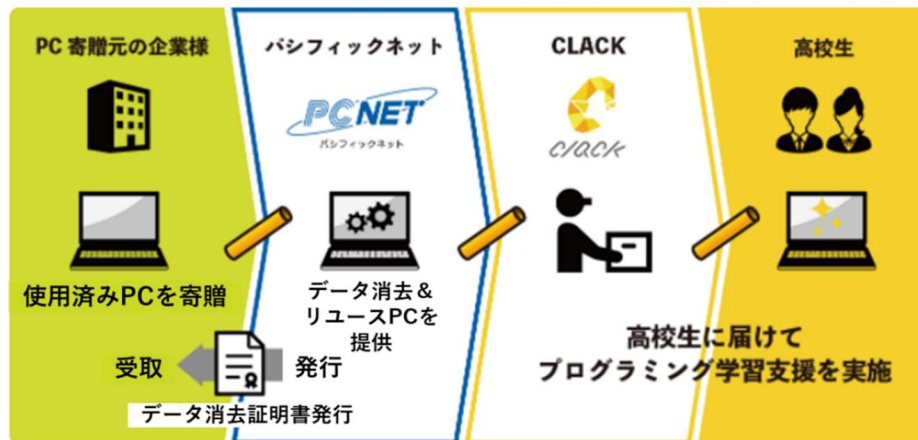 PC 寄贈元の企業様
パシフィックネット
CLACK
高校生
PC NET
パシフィックネット
clack
使用済みPCを寄贈
データ消去＆
リユースPCを
提供
高校生に届けて
プログラミング学習支援を実施
受取
発行
データ消去証明書発行